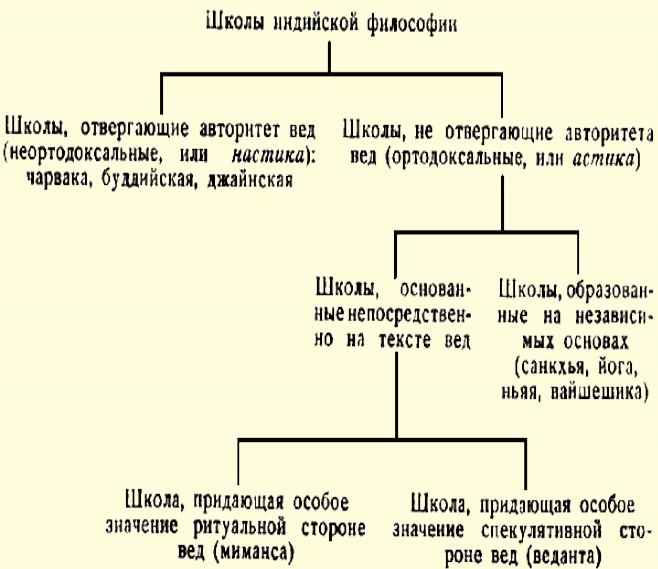 Школы индийской философии
Школы, отвергающие авторитет вед
(неортодоксальные, или настика):
чарвака, буддийская, джайнская
Школы, не отвергающие авторитета
вед (ортодоксальные, или астика)
Школы, основан-
ные непосредствен-
но на тексте вед
Школы, образован-
ные на независи-
мых основах
(санкхья, йога,
ньяя, вайшешика)
Школа, придающая особое
значение ритуальной стороне
вед (миманса)
Школа, придающая особое
значение спекулятивной сто-
роне вед (веданта)